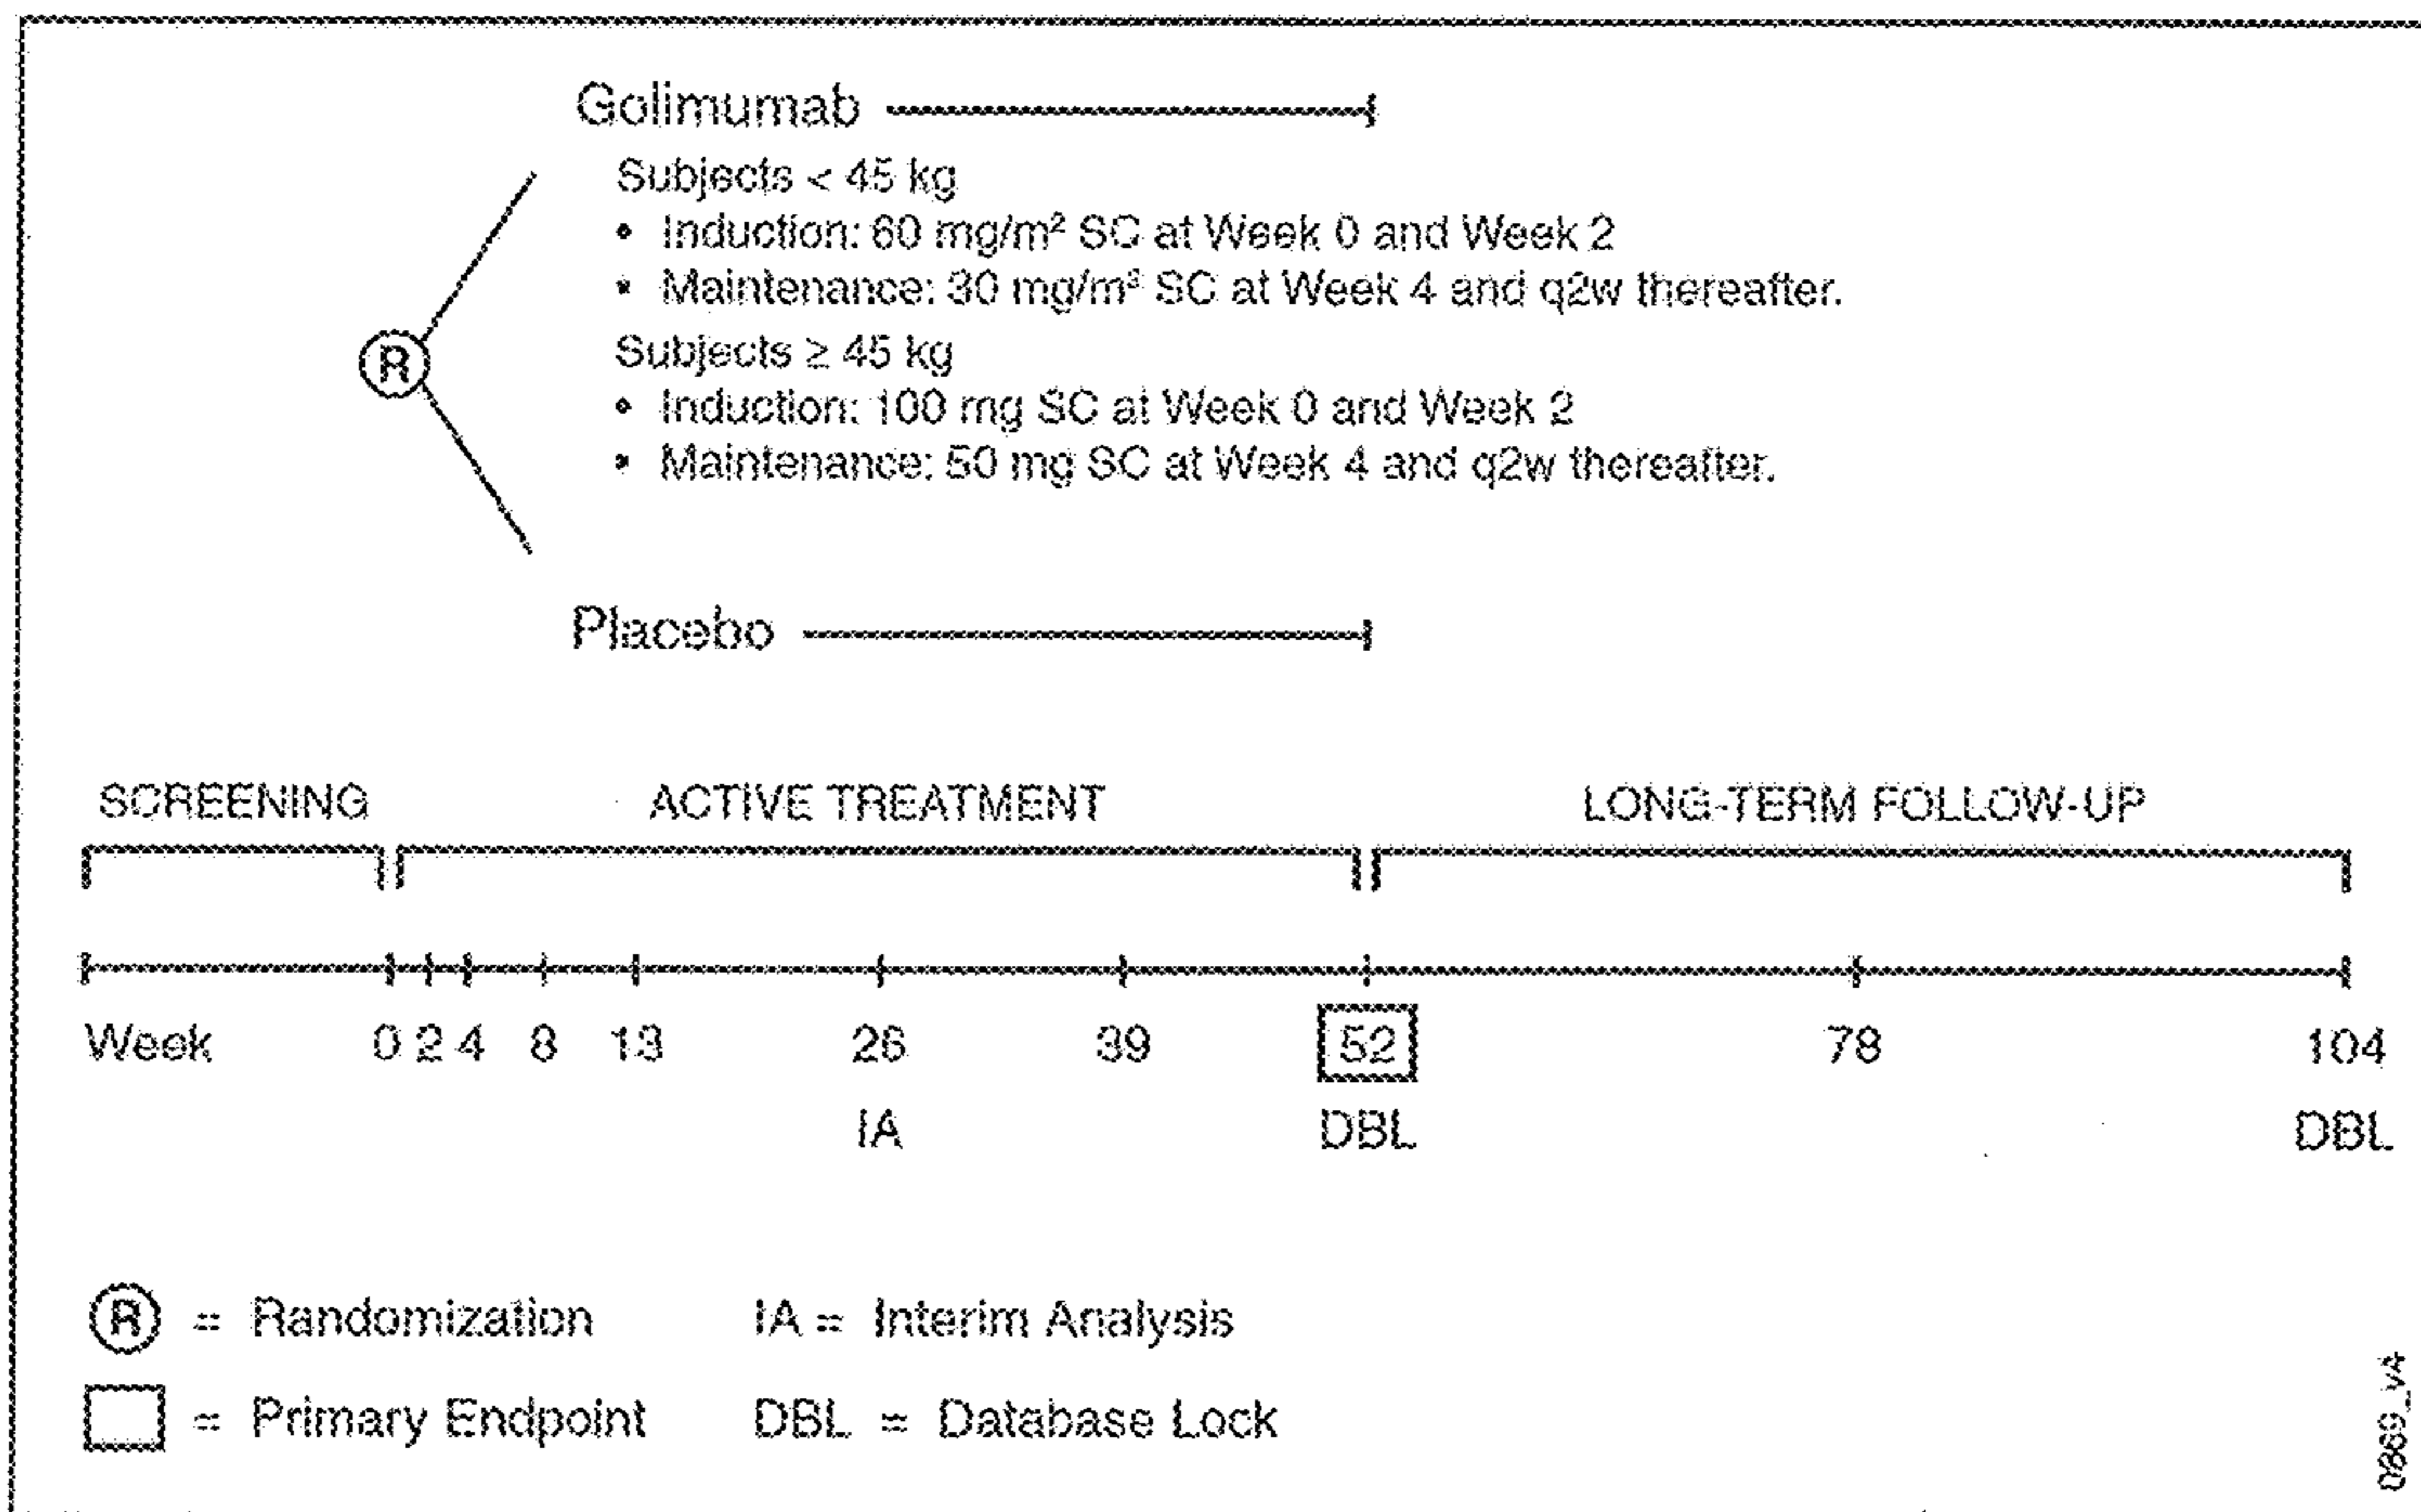 Golimumab
Subjects < 45 kg
• Induction: 60 mg/m² SC at Week 0 and Week 2
• Maintenance: 30 mg/m² SC at Week 4 and q2w thereafter.
R
Subjects ≥ 45 kg
• Induction: 100 mg SC at Week 0 and Week 2
• Maintenance: 50 mg SC at Week 4 and q2w thereafter.
Placebo
SCREENING ACTIVE TREATMENT LONG-TERM FOLLOW-UP
Week 0 2 4 8 13 26 39 52 78 104
IA DBL DBL
R = Randomization IA = Interim Analysis
= Primary Endpoint DBL = Database Lock
0869_v4